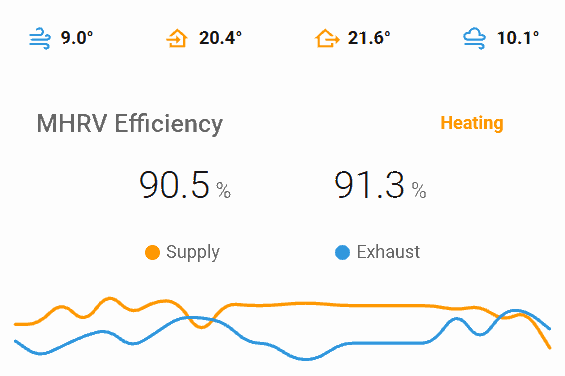 9.0° 20.4° 21.6° 10.1°
MHRV Efficiency Heating
90.5 % 91.3 %
Supply Exhaust